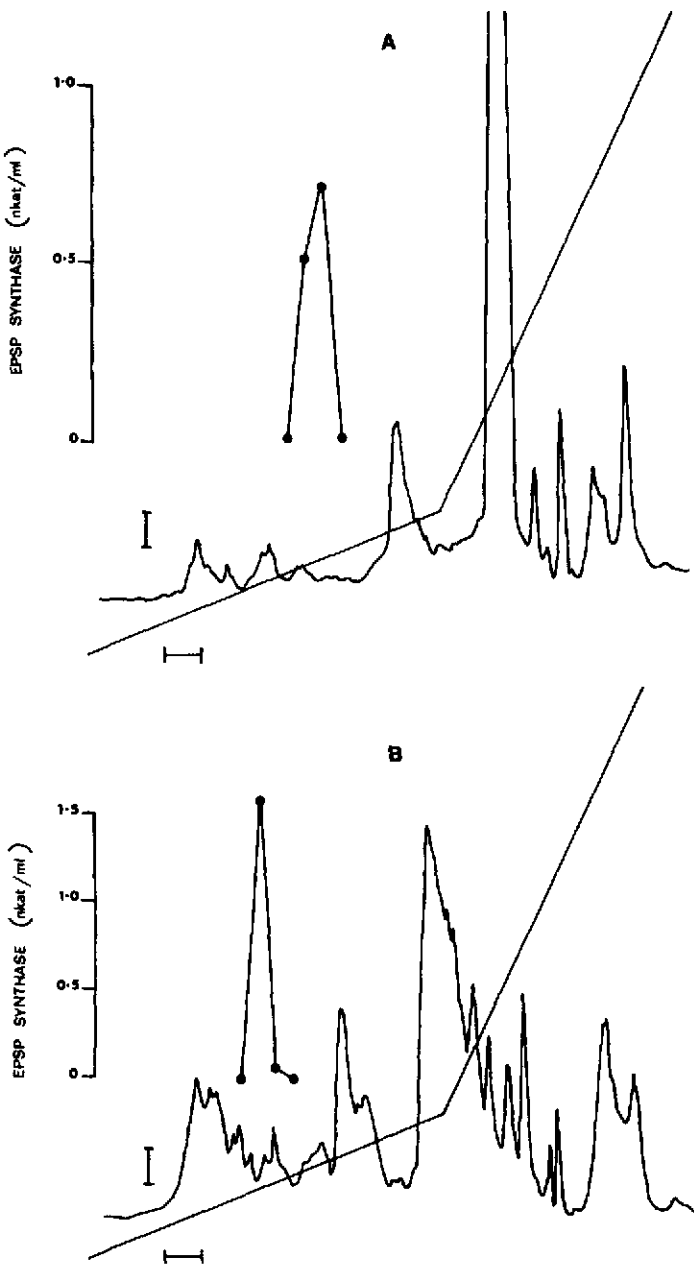 A
1·0
0·5
0
EPSP SYNTHASE (nkat/ml)
B
1·5
1·0
0·5
0
EPSP SYNTHASE (nkat/ml)